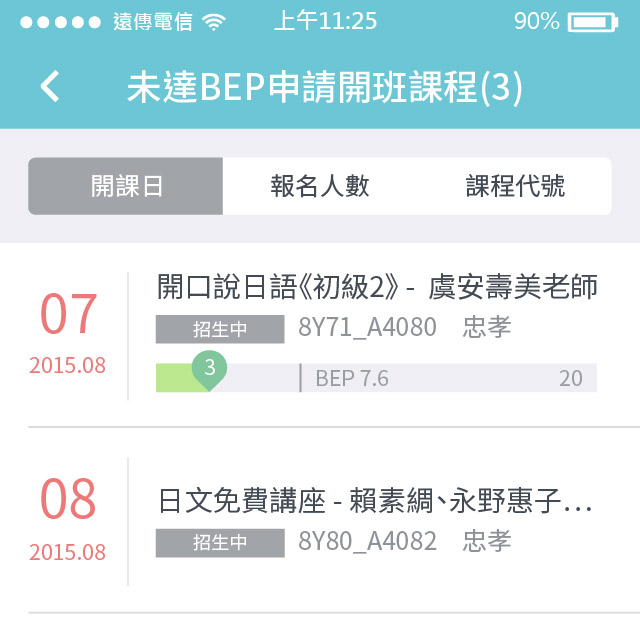 遠傳電信 上午11:25 90%
未達BEP申請開班課程(3)
開課日 報名人數 課程代號
07
2015.08
開口說日語《初級2》- 虞安壽美老師
招生中 8Y71_A4080 忠孝
3 BEP 7.6 20
08
2015.08
日文免費講座 - 賴素綢、永野惠子...
招生中 8Y80_A4082 忠孝